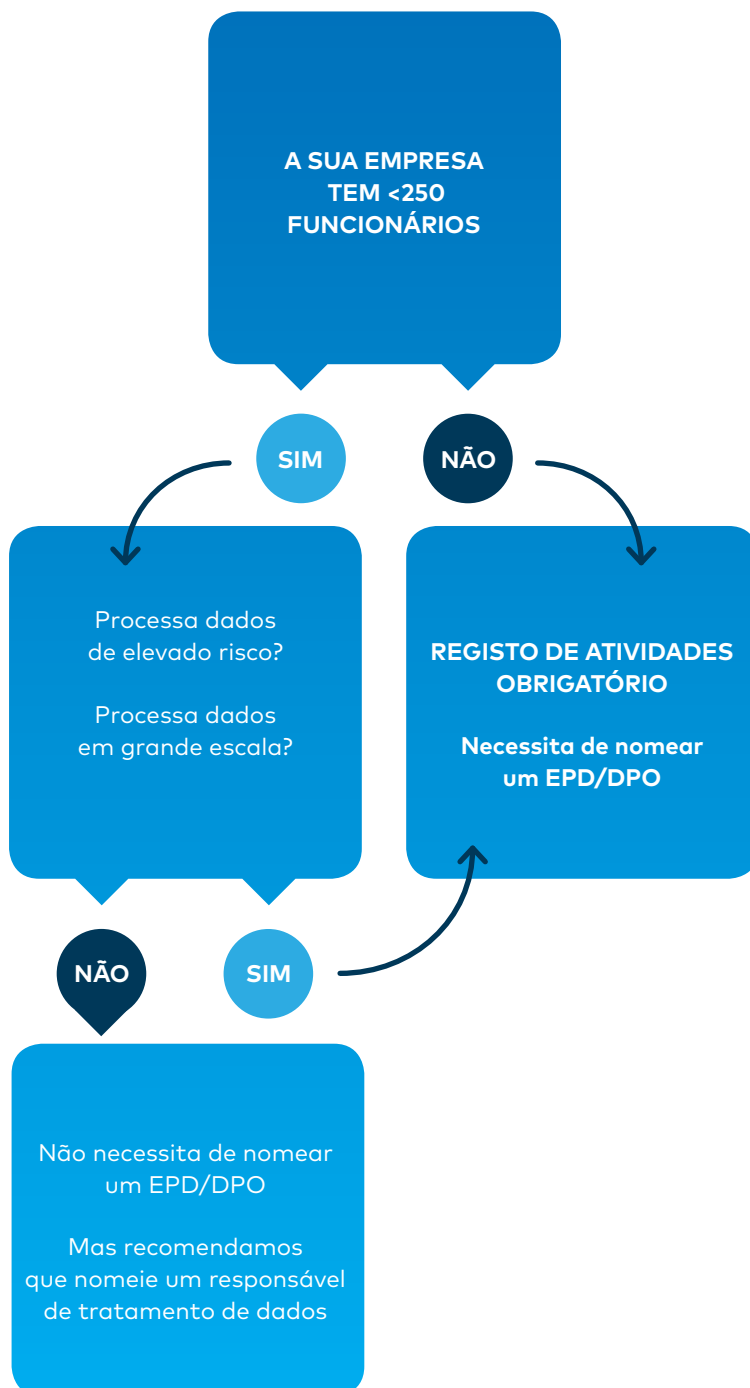 A SUA EMPRESA
TEM <250
FUNCIONÁRIOS
SIM
NÃO
Processa dados
de elevado risco?
Processa dados
em grande escala?
REGISTO DE ATIVIDADES
OBRIGATÓRIO
Necessita de nomear
um EPD/DPO
NÃO
SIM
Não necessita de nomear
um EPD/DPO
Mas recomendamos
que nomeie um responsável
de tratamento de dados